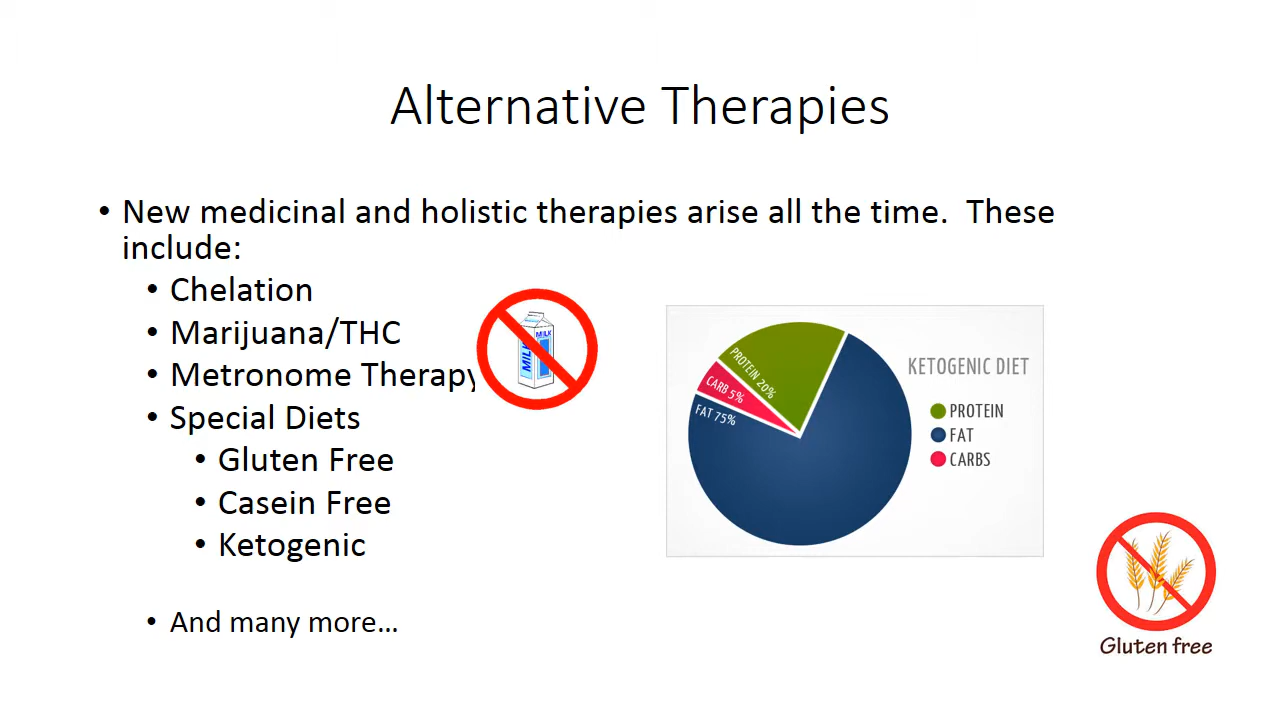 Alternative Therapies
• New medicinal and holistic therapies arise all the time.  These
include:
• Chelation
• Marijuana/THC
• Metronome Therapy
• Special Diets
• Gluten Free
• Casein Free
• Ketogenic
• And many more…
MILK
MILK
KETOGENIC DIET
PROTEIN 20%
CARB 5%
FAT 75%
PROTEIN
FAT
CARBS
Gluten free